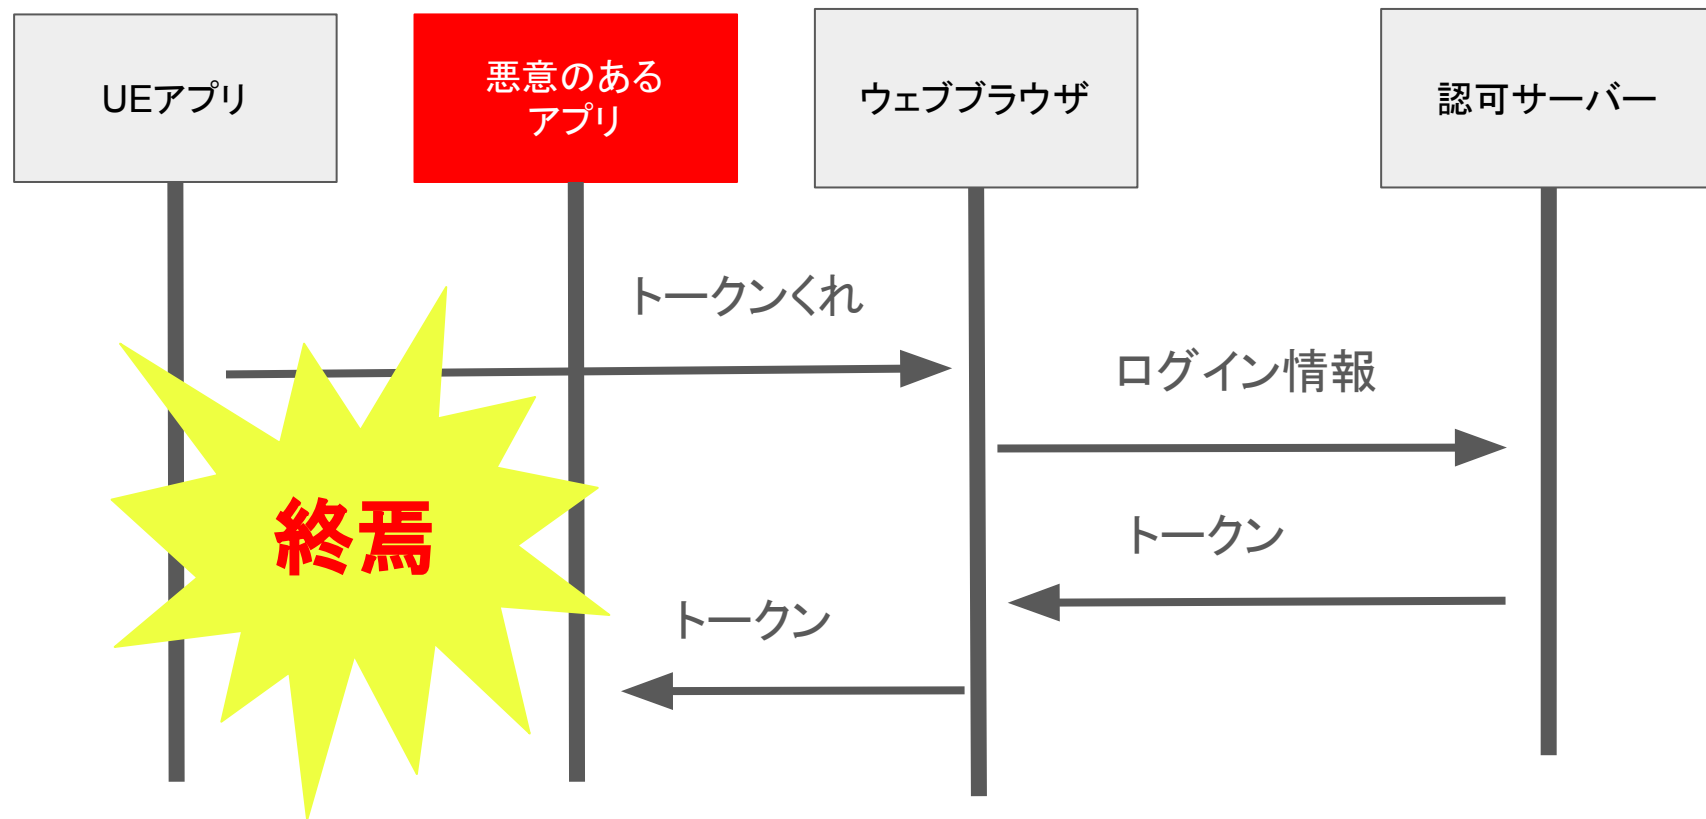 UEアプリ
悪意のある
アプリ
ウェブブラウザ
認可サーバー
トークンくれ
ログイン情報
終焉
トークン
トークン